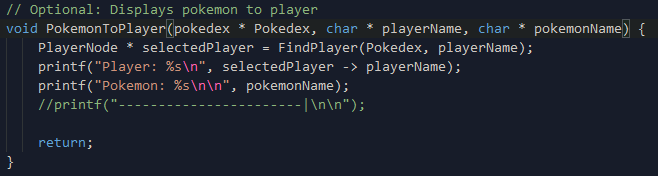 // Optional: Displays pokemon to player
void PokemonToPlayer(pokedex * Pokedex, char * playerName, char * pokemonName) {
    PlayerNode * selectedPlayer = FindPlayer(Pokedex, playerName);
    printf("Player: %s\n", selectedPlayer -> playerName);
    printf("Pokemon: %s\n\n", pokemonName);
    //printf("-----------------------|\n\n");
    return;
}